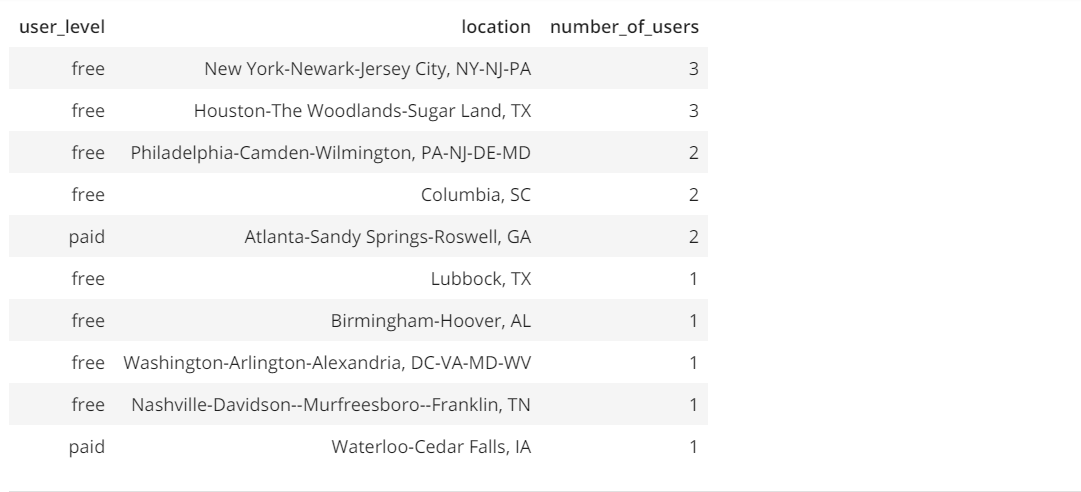 user_level location number_of_users
free New York-Newark-Jersey City, NY-NJ-PA 3
free Houston-The Woodlands-Sugar Land, TX 3
free Philadelphia-Camden-Wilmington, PA-NJ-DE-MD 2
free Columbia, SC 2
paid Atlanta-Sandy Springs-Roswell, GA 2
free Lubbock, TX 1
free Birmingham-Hoover, AL 1
free Washington-Arlington-Alexandria, DC-VA-MD-WV 1
free Nashville-Davidson--Murfreesboro--Franklin, TN 1
paid Waterloo-Cedar Falls, IA 1